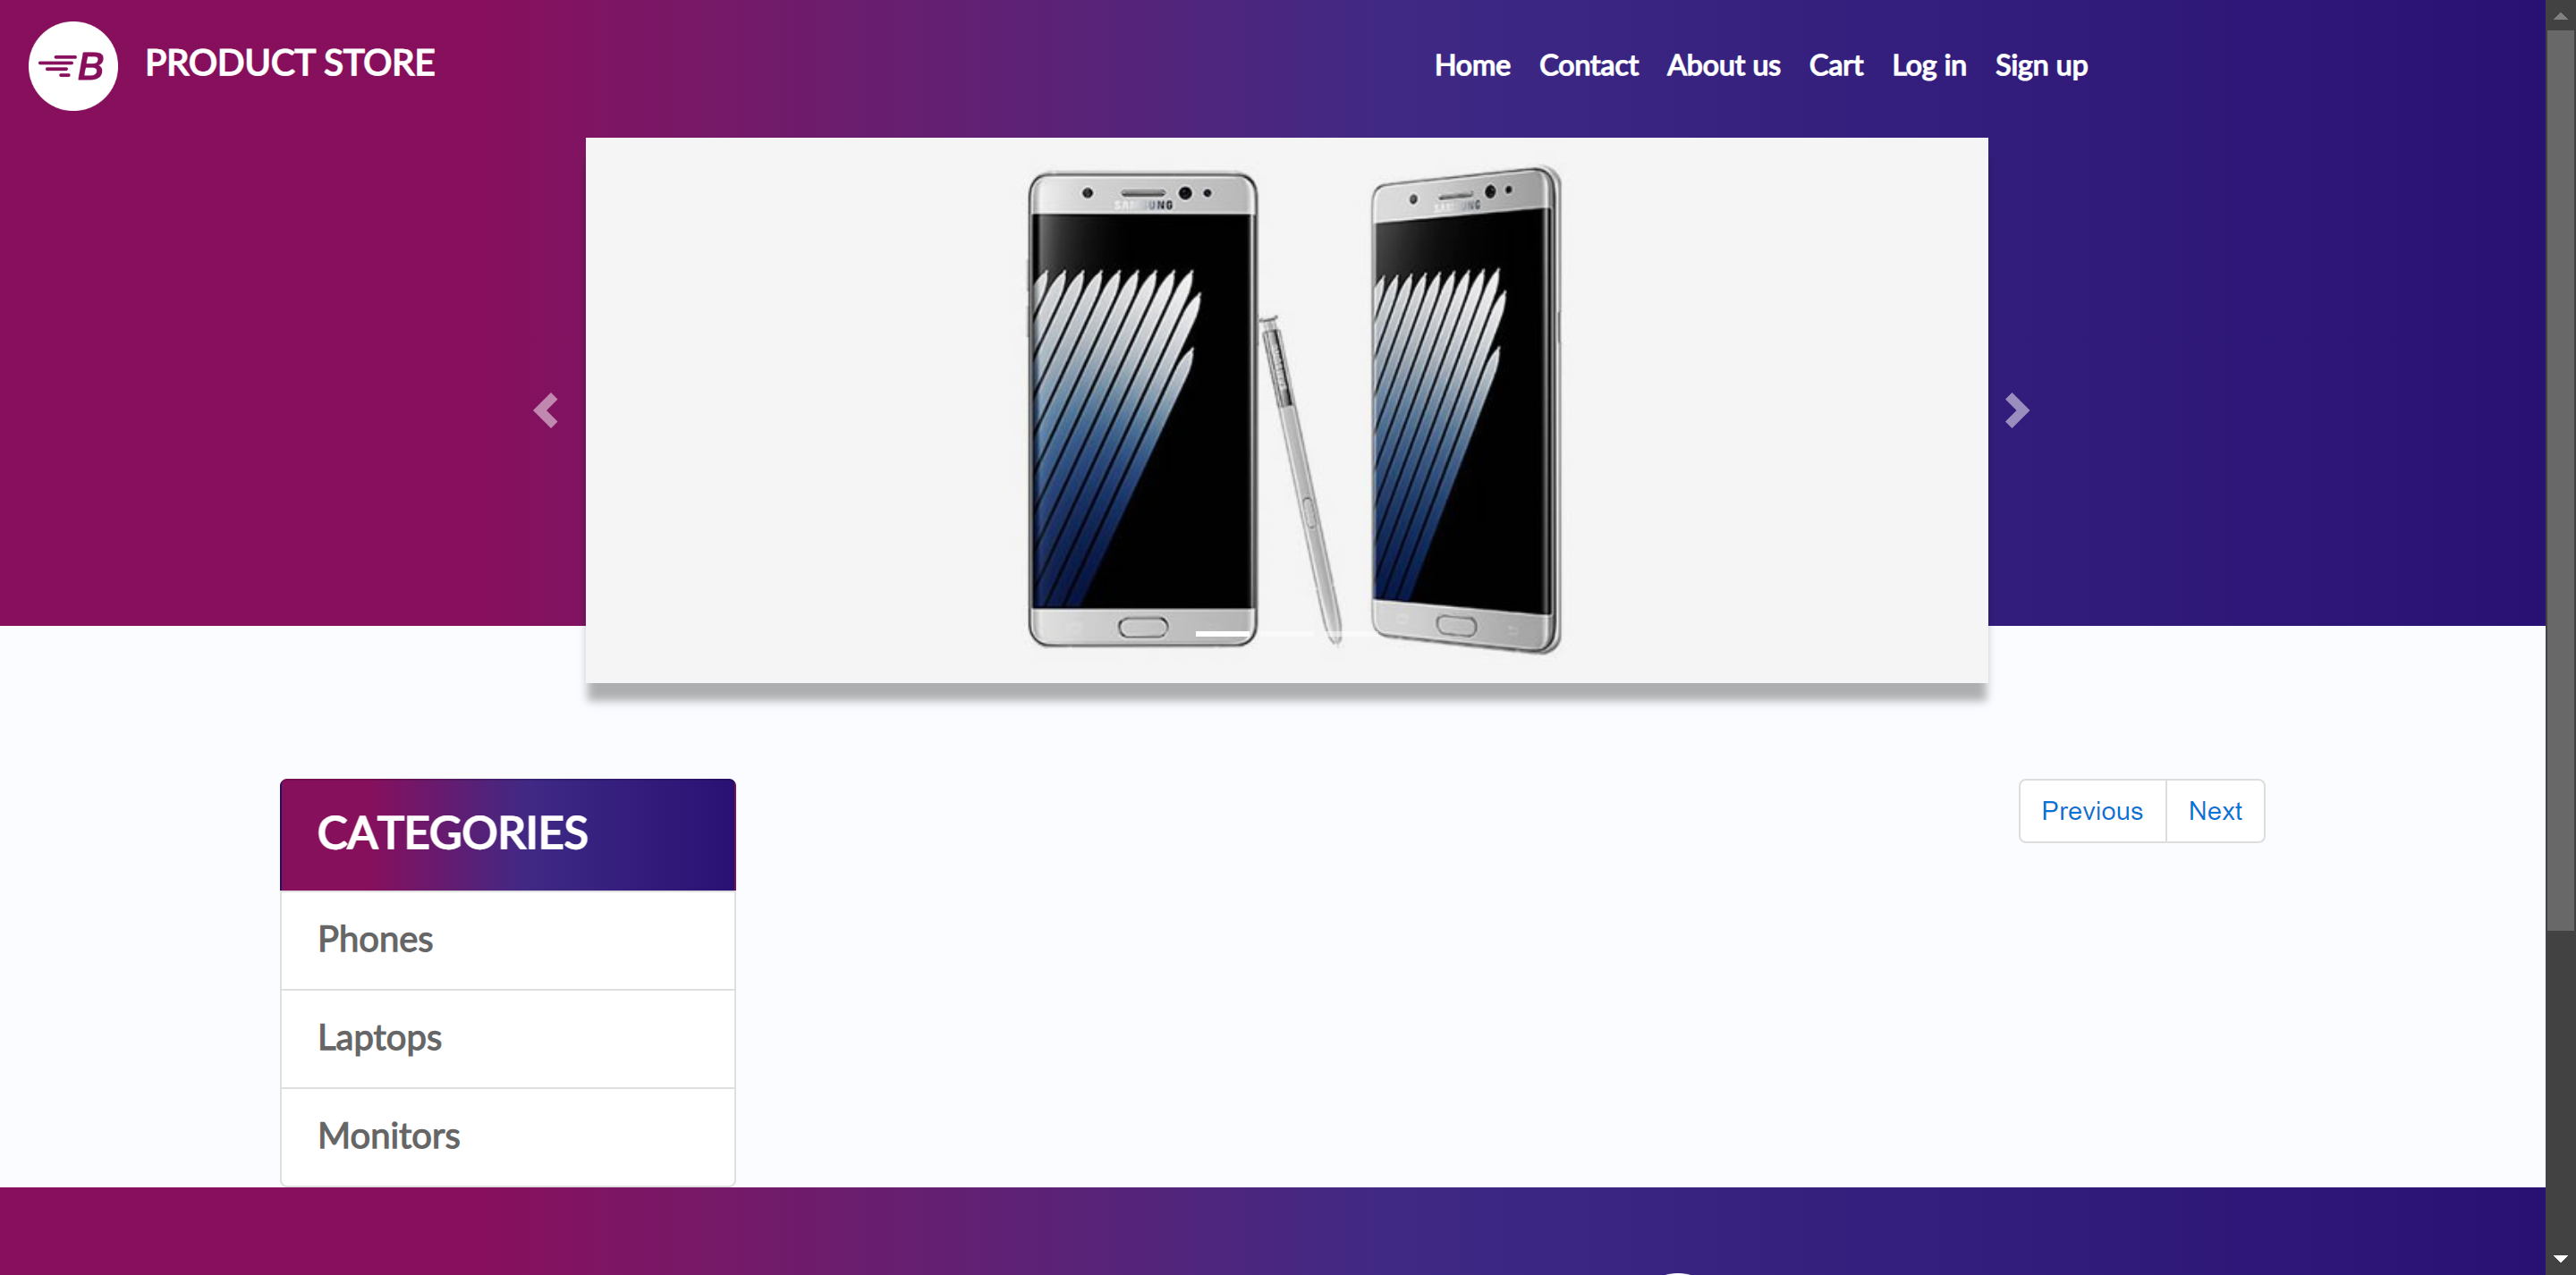 B PRODUCT STORE
Home Contact About us Cart Log in Sign up
SAMSUNG SAMSUNG
CATEGORIES
Previous Next
Phones
Laptops
Monitors